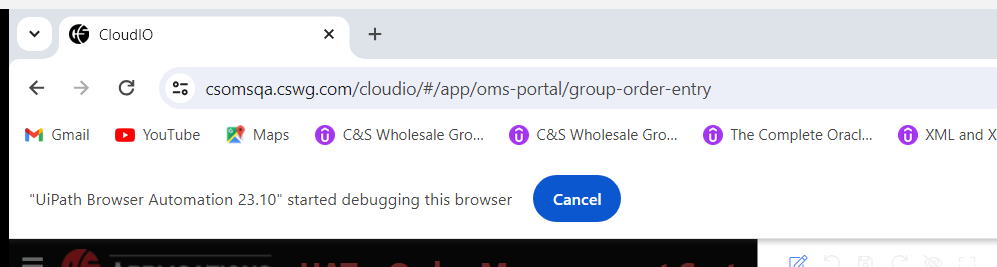 CloudIO
csomsqa.cswg.com/cloudio/#/app/oms-portal/group-order-entry
Gmail YouTube Maps C&S Wholesale Gro... C&S Wholesale Gro... The Complete Oracl... XML and X
"UiPath Browser Automation 23.10" started debugging this browser Cancel